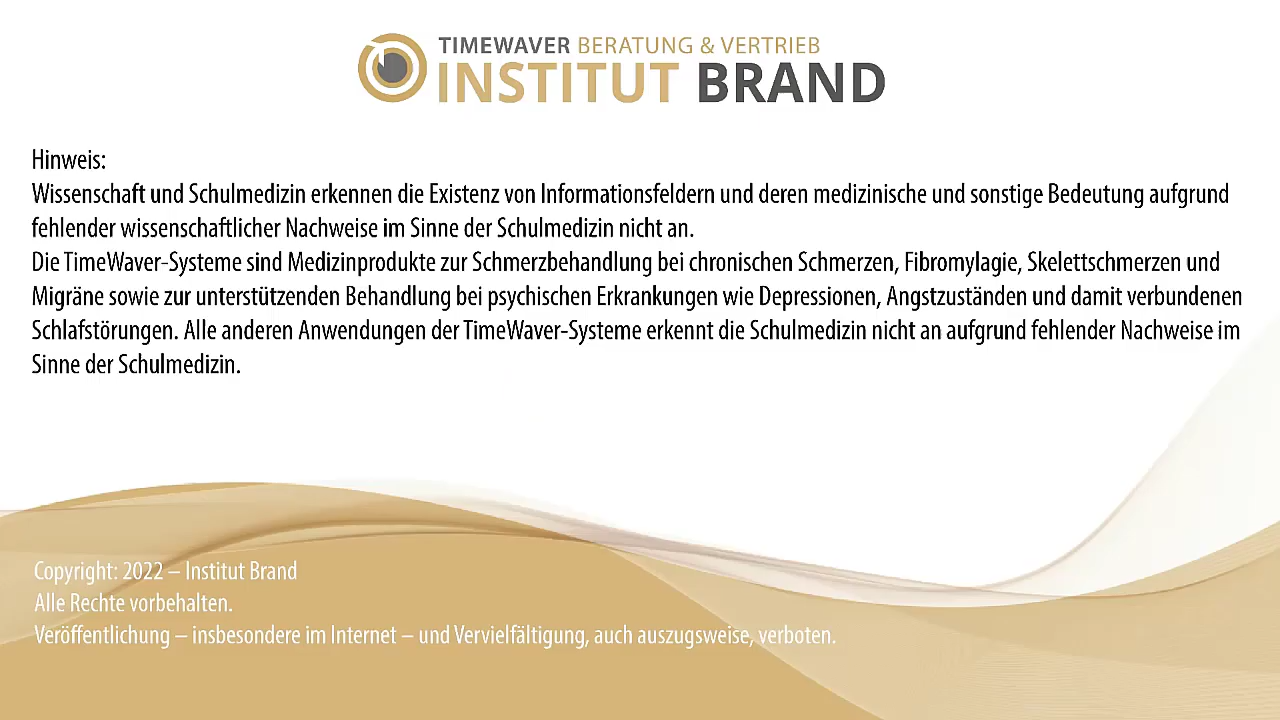 TIMEWAVER BERATUNG & VERTRIEB
INSTITUT BRAND
Hinweis:
Wissenschaft und Schulmedizin erkennen die Existenz von Informationsfeldern und deren medizinische und sonstige Bedeutung aufgrund
fehlender wissenschaftlicher Nachweise im Sinne der Schulmedizin nicht an.
Die TimeWaver-Systeme sind Medizinprodukte zur Schmerzbehandlung bei chronischen Schmerzen, Fibromylagie, Skelettschmerzen und
Migräne sowie zur unterstützenden Behandlung bei psychischen Erkrankungen wie Depressionen, Angstzuständen und damit verbundenen
Schlafstörungen. Alle anderen Anwendungen der TimeWaver-Systeme erkennt die Schulmedizin nicht an aufgrund fehlender Nachweise im
Sinne der Schulmedizin.
Copyright: 2022 – Institut Brand
Alle Rechte vorbehalten.
Veröffentlichung – insbesondere im Internet – und Vervielfältigung, auch auszugsweise, verboten.